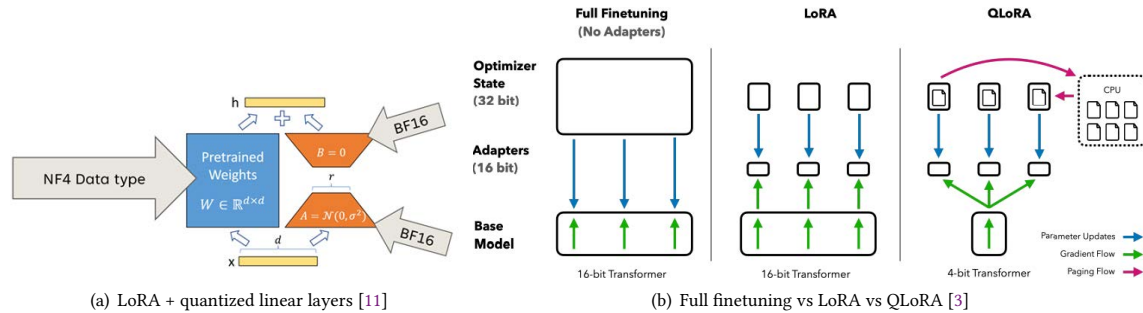 h
BF16
Pretrained
Weights
W ∈ ℝ^{d×d}
B = 0
NF4 Data type
r
A = 𝒩(0, σ²)
BF16
d
x
(a) LoRA + quantized linear layers [11]
Full Finetuning
(No Adapters)
LoRA
QLoRA
Optimizer
State
(32 bit)
CPU
Adapters
(16 bit)
Base
Model
Parameter Updates
Gradient Flow
Paging Flow
16-bit Transformer
16-bit Transformer
4-bit Transformer
(b) Full finetuning vs LoRA vs QLoRA [3]